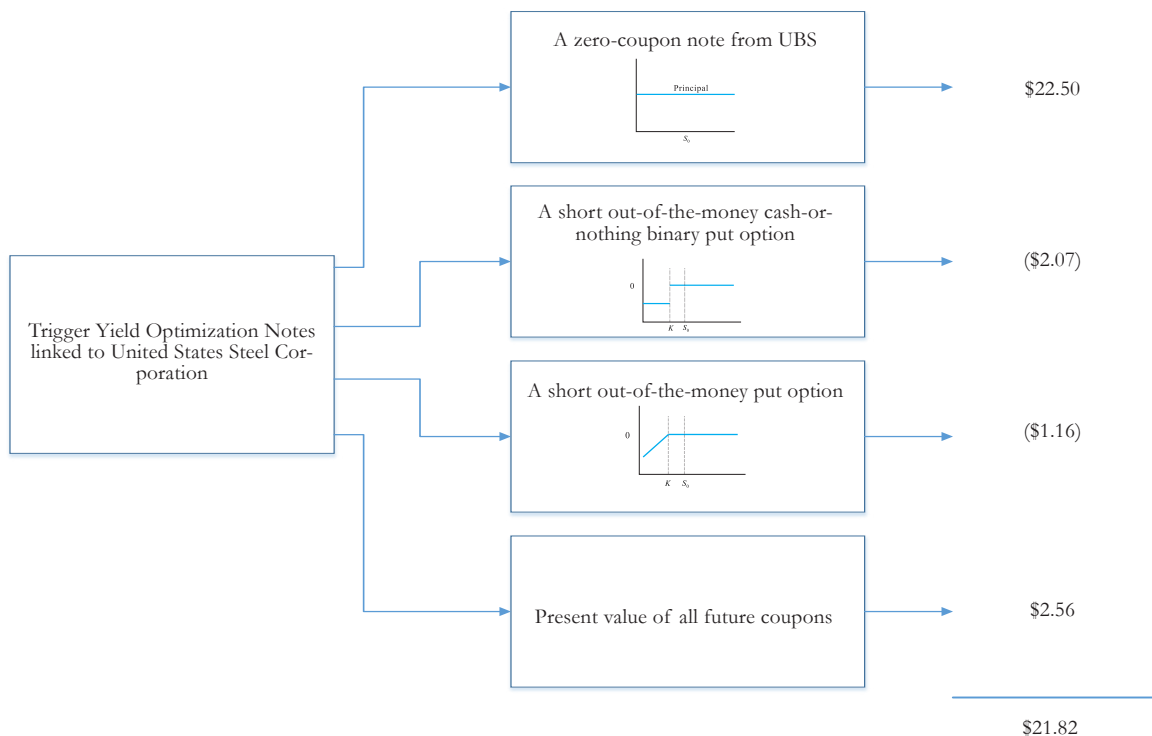 A zero-coupon note from UBS
Principal
S₀
$22.50
A short out-of-the-money cash-or-
nothing binary put option
0
K S₀
($2.07)
Trigger Yield Optimization Notes
linked to United States Steel Cor-
poration
A short out-of-the-money put option
0
K S₀
($1.16)
Present value of all future coupons
$2.56
$21.82